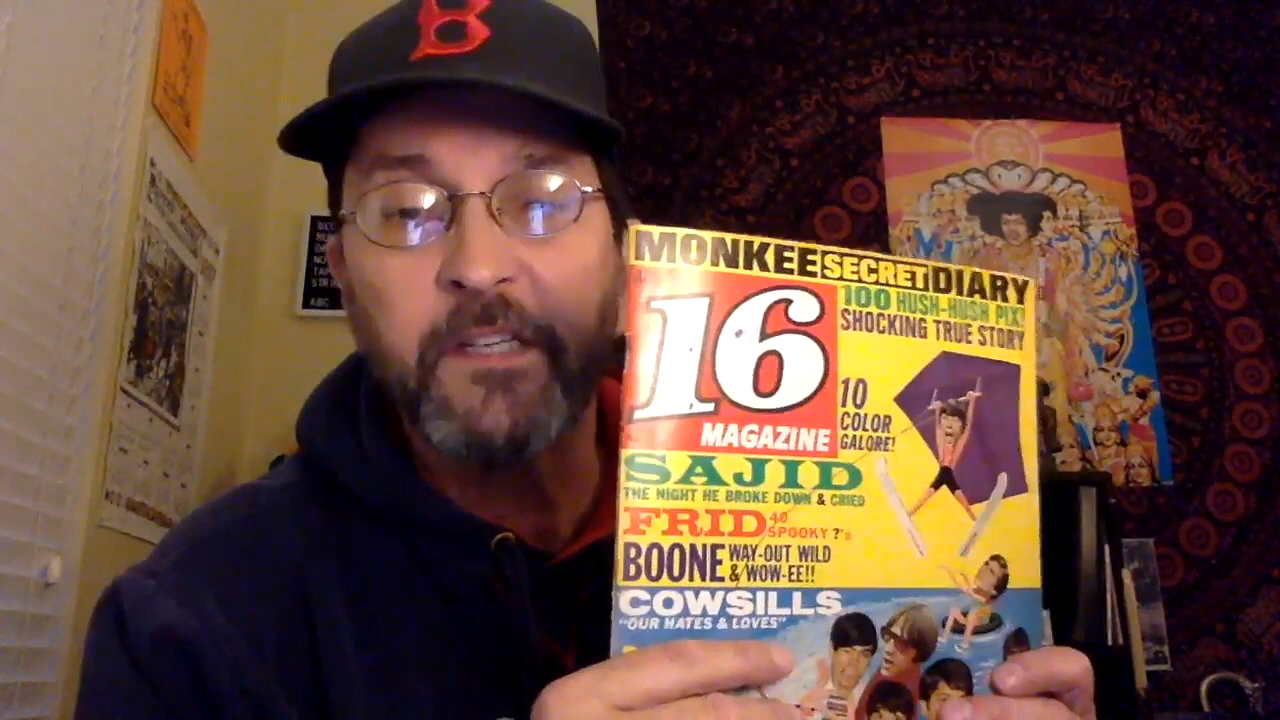 B
MONKEE SECRET DIARY
16
MAGAZINE
100 HUSH-HUSH PIX!
SHOCKING TRUE STORY
10
COLOR
GALORE!
SAJID
THE NIGHT HE BROKE DOWN & CRIED
FRID 40 SPOOKY ?'s
BOONE WAY-OUT WILD & WOW-EE!!
COWSILLS
"OUR HATES & LOVES"